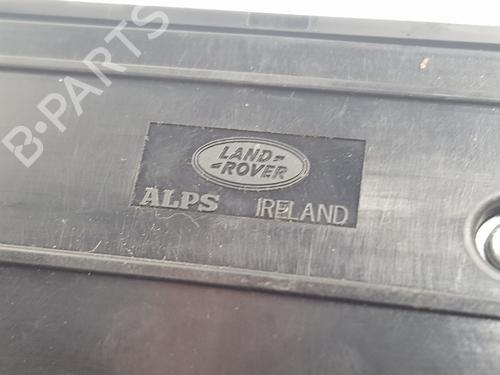 B-PARTS
LAND-
-ROVER
ALPS IRELAND